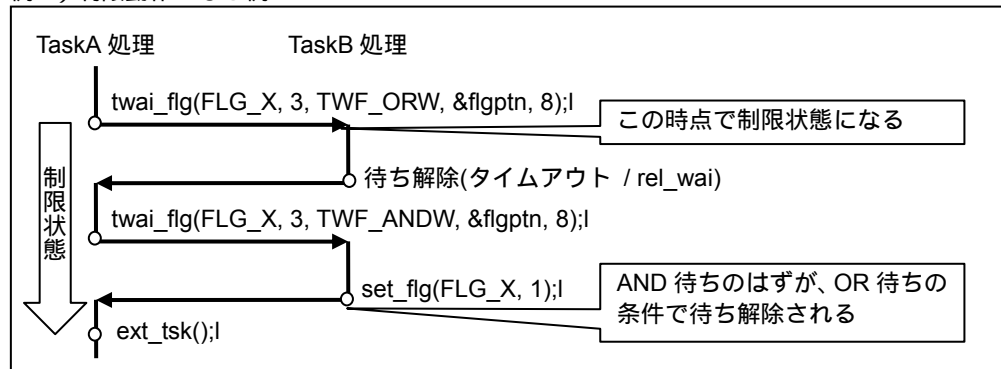 TaskA 処理 TaskB 処理
twai_flg(FLG_X, 3, TWF_ORW, &flgptn, 8);l
この時点で制限状態になる
待ち解除(タイムアウト / rel_wai)
制限状態
twai_flg(FLG_X, 3, TWF_ANDW, &flgptn, 8);l
set_flg(FLG_X, 1);l
AND 待ちのはずが、OR 待ちの
条件で待ち解除される
ext_tsk();l